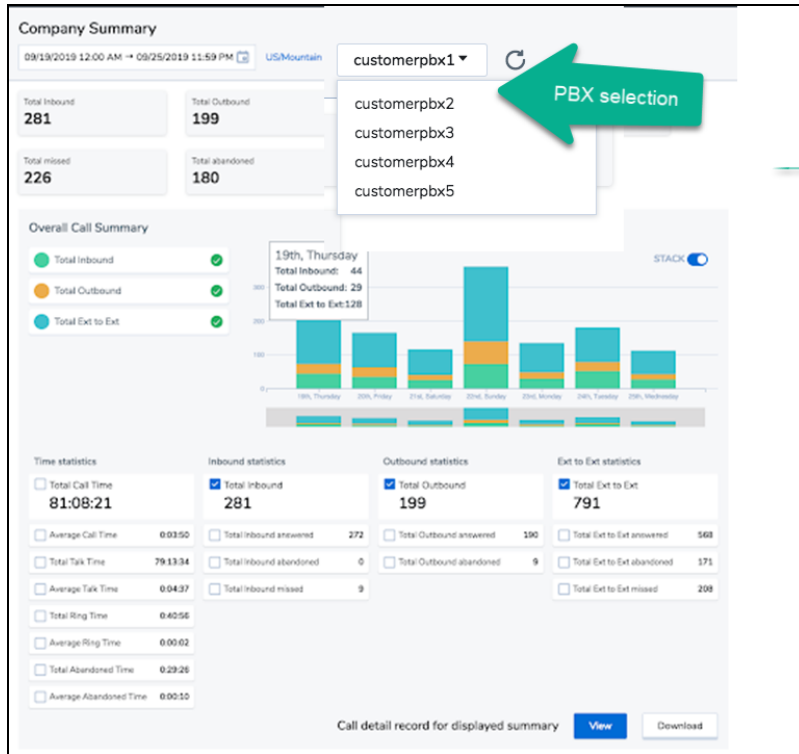 Company Summary
09/19/2019 12:00 AM → 09/25/2019 11:59 PM US/Mountain customerpbx1
PBX selection
customerpbx2
customerpbx3
customerpbx4
customerpbx5
Total Inbound Total Outbound
281 199
Total missed Total abandoned
226 180
Overall Call Summary
Total Inbound
Total Outbound
Total Ext to Ext
19th, Thursday
Total Inbound: 44
Total Outbound: 29
Total Ext to Ext:128
STACK
300
200
100
0
19th, Thursday 20th, Friday 21st, Saturday 22nd, Sunday 23rd, Monday 24th, Tuesday 25th, Wednesday
Time statistics Inbound statistics Outbound statistics Ext to Ext statistics
Total Call Time Total Inbound Total Outbound Total Ext to Ext
81:08:21 281 199 791
Average Call Time 0:03:50 Total Inbound answered 272 Total Outbound answered 190 Total Ext to Ext answered 568
Total Talk Time 79:13:34 Total Inbound abandoned 0 Total Outbound abandoned 9 Total Ext to Ext abandoned 171
Average Talk Time 0:04:37 Total Inbound missed 9 Total Ext to Ext missed 208
Total Ring Time 0:40:56
Average Ring Time 0:00:02
Total Abandoned Time 0:29:26
Average Abandoned Time 0:00:10
Call detail record for displayed summary View Download